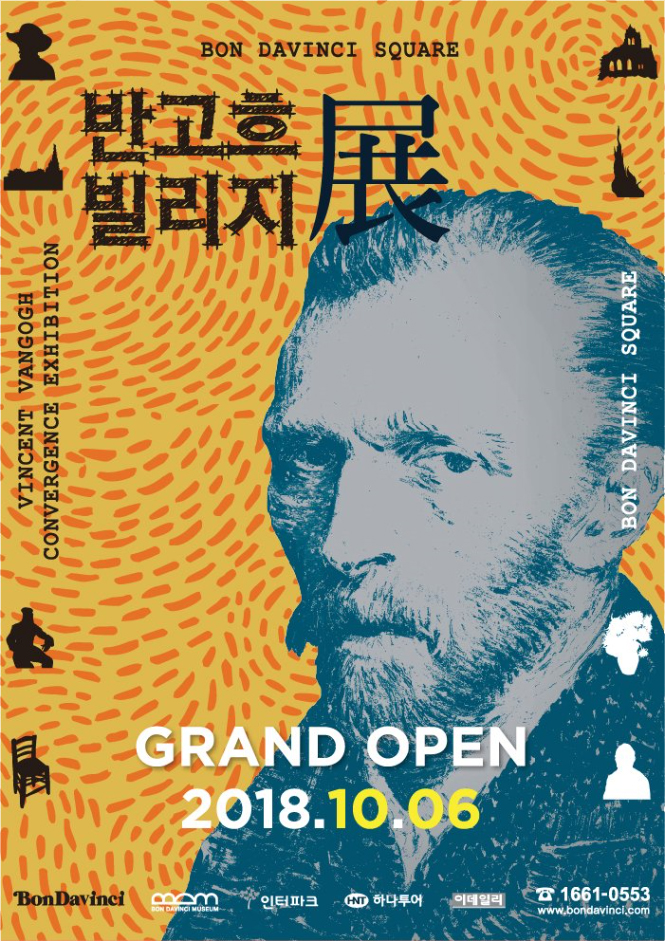 BON DAVINCI SQUARE
반고흐
빌리지 展
VINCENT VANGOGH
CONVERGENCE EXHIBITION
BON DAVINCI SQUARE
GRAND OPEN
2018.10.06
BonDavinci
BON DAVINCI MUSEUM
인터파크
HNT 하나투어
이데일리
☎ 1661-0553
www.bondavinci.com